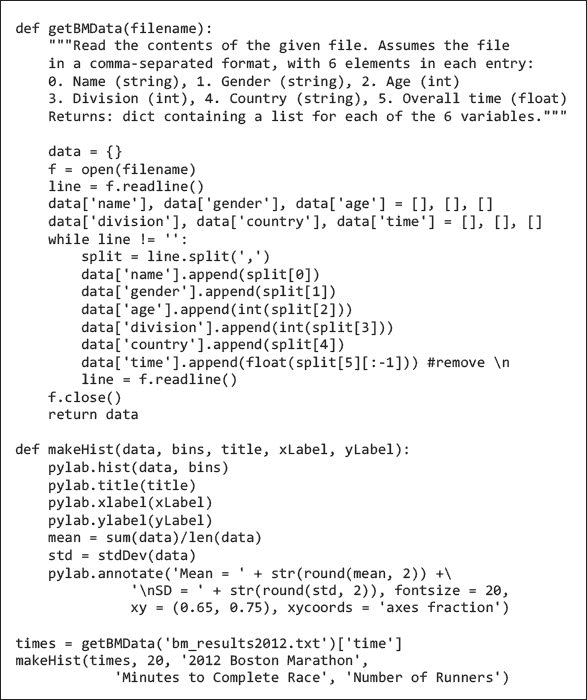 def getBMData(filename):
    """Read the contents of the given file. Assumes the file
    in a comma-separated format, with 6 elements in each entry:
    0. Name (string), 1. Gender (string), 2. Age (int)
    3. Division (int), 4. Country (string), 5. Overall time (float)
    Returns: dict containing a list for each of the 6 variables."""

    data = {}
    f = open(filename)
    line = f.readline()
    data['name'], data['gender'], data['age'] = [], [], []
    data['division'], data['country'], data['time'] = [], [], []
    while line != '':
        split = line.split(',')
        data['name'].append(split[0])
        data['gender'].append(split[1])
        data['age'].append(int(split[2]))
        data['division'].append(int(split[3]))
        data['country'].append(split[4])
        data['time'].append(float(split[5][:-1])) #remove \n
        line = f.readline()
    f.close()
    return data

def makeHist(data, bins, title, xLabel, yLabel):
    pylab.hist(data, bins)
    pylab.title(title)
    pylab.xlabel(xLabel)
    pylab.ylabel(yLabel)
    mean = sum(data)/len(data)
    std = stdDev(data)
    pylab.annotate('Mean = ' + str(round(mean, 2)) +\
              '\nSD = ' + str(round(std, 2)), fontsize = 20,
              xy = (0.65, 0.75), xycoords = 'axes fraction')

times = getBMData('bm_results2012.txt')['time']
makeHist(times, 20, '2012 Boston Marathon',
            'Minutes to Complete Race', 'Number of Runners')